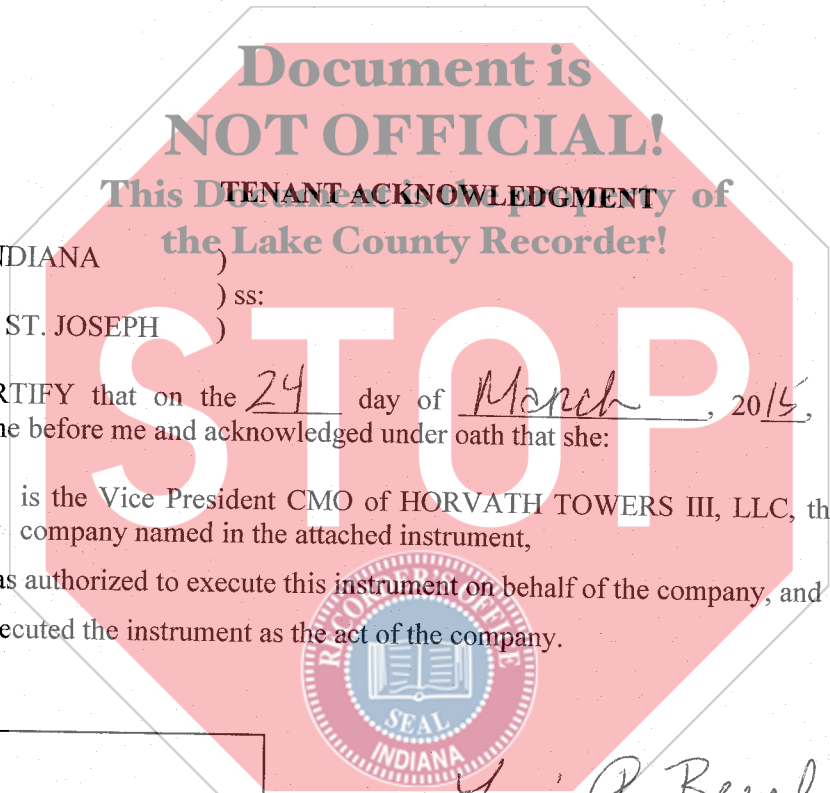 Document is
NOT OFFICIAL!
This Document is the property of
TENANT ACKNOWLEDGMENT
the Lake County Recorder!
NDIANA )
) ss:
ST. JOSEPH )
STOP
RTIFY that on the 24 day of March, 2015,
ne before me and acknowledged under oath that she:
is the Vice President CMO of HORVATH TOWERS III, LLC, th
company named in the attached instrument,
as authorized to execute this instrument on behalf of the company, and
ecuted the instrument as the act of the company.
RECORDER'S OFFICE
SEAL
INDIANA